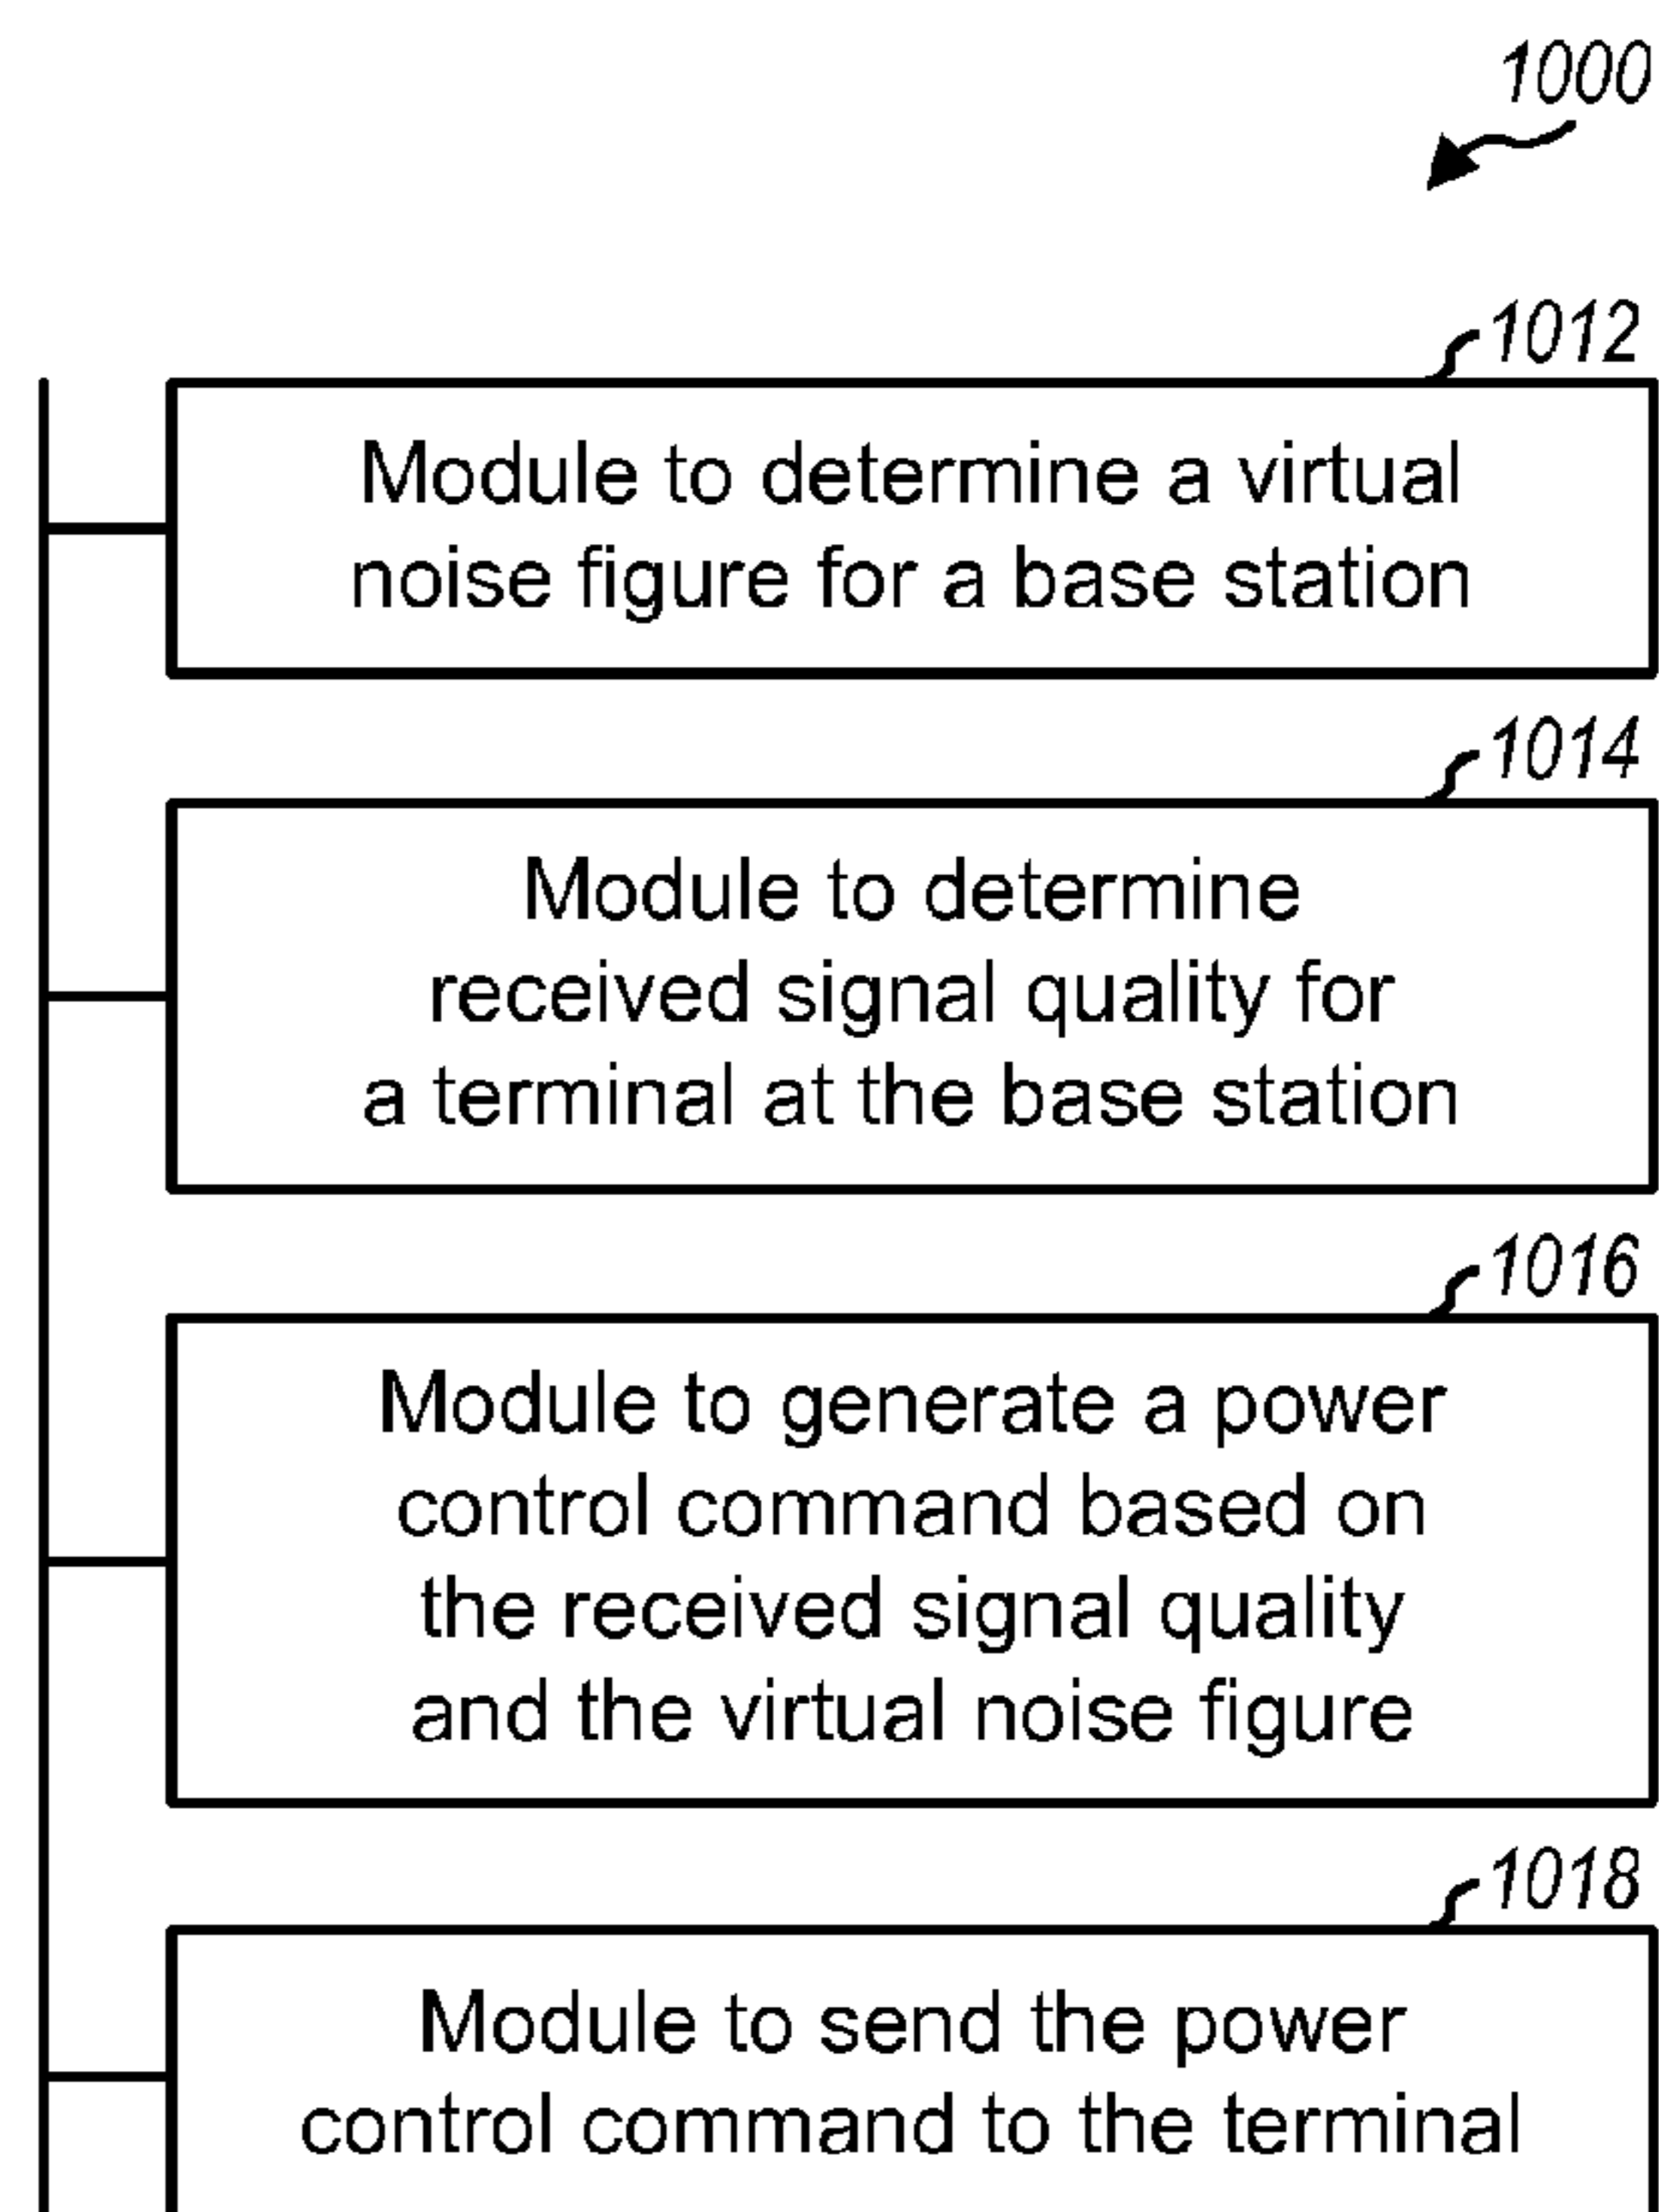 1000
1012
Module to determine a virtual
noise figure for a base station
1014
Module to determine
received signal quality for
a terminal at the base station
1016
Module to generate a power
control command based on
the received signal quality
and the virtual noise figure
1018
Module to send the power
control command to the terminal